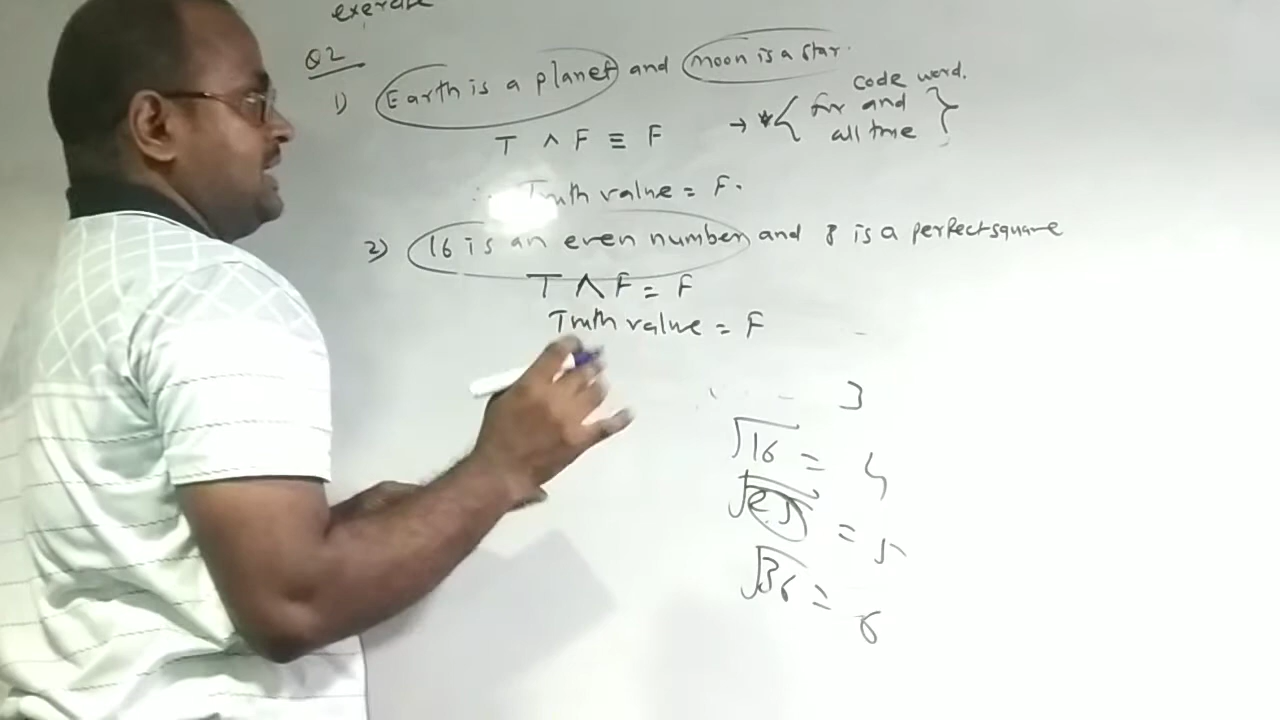 exercise
Q2
1) Earth is a planet and moon is a star.
T ∧ F ≡ F
→ * { code word. for and all true }
∴ Truth value = F.
2) 16 is an even number and 8 is a perfect square
T ∧ F = F
Truth value = F
3
√16 = 4
√25 = 5
√36 = 6